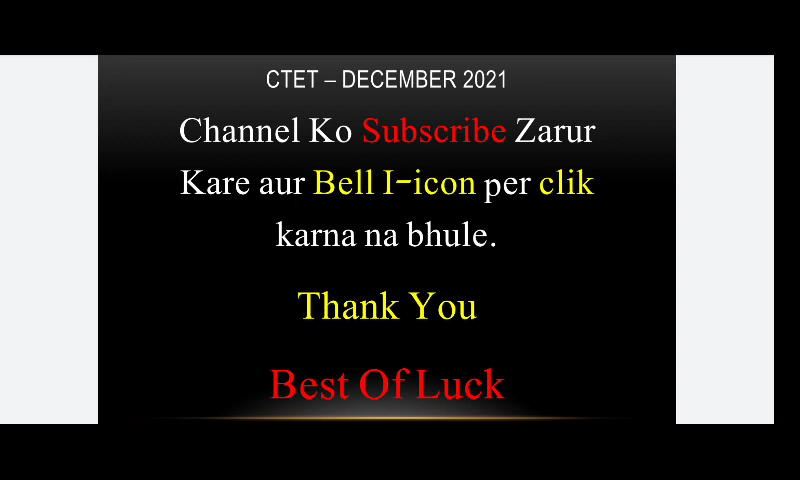 CTET – DECEMBER 2021
Channel Ko Subscribe Zarur
Kare aur Bell I-icon per clik
karna na bhule.
Thank You
Best Of Luck